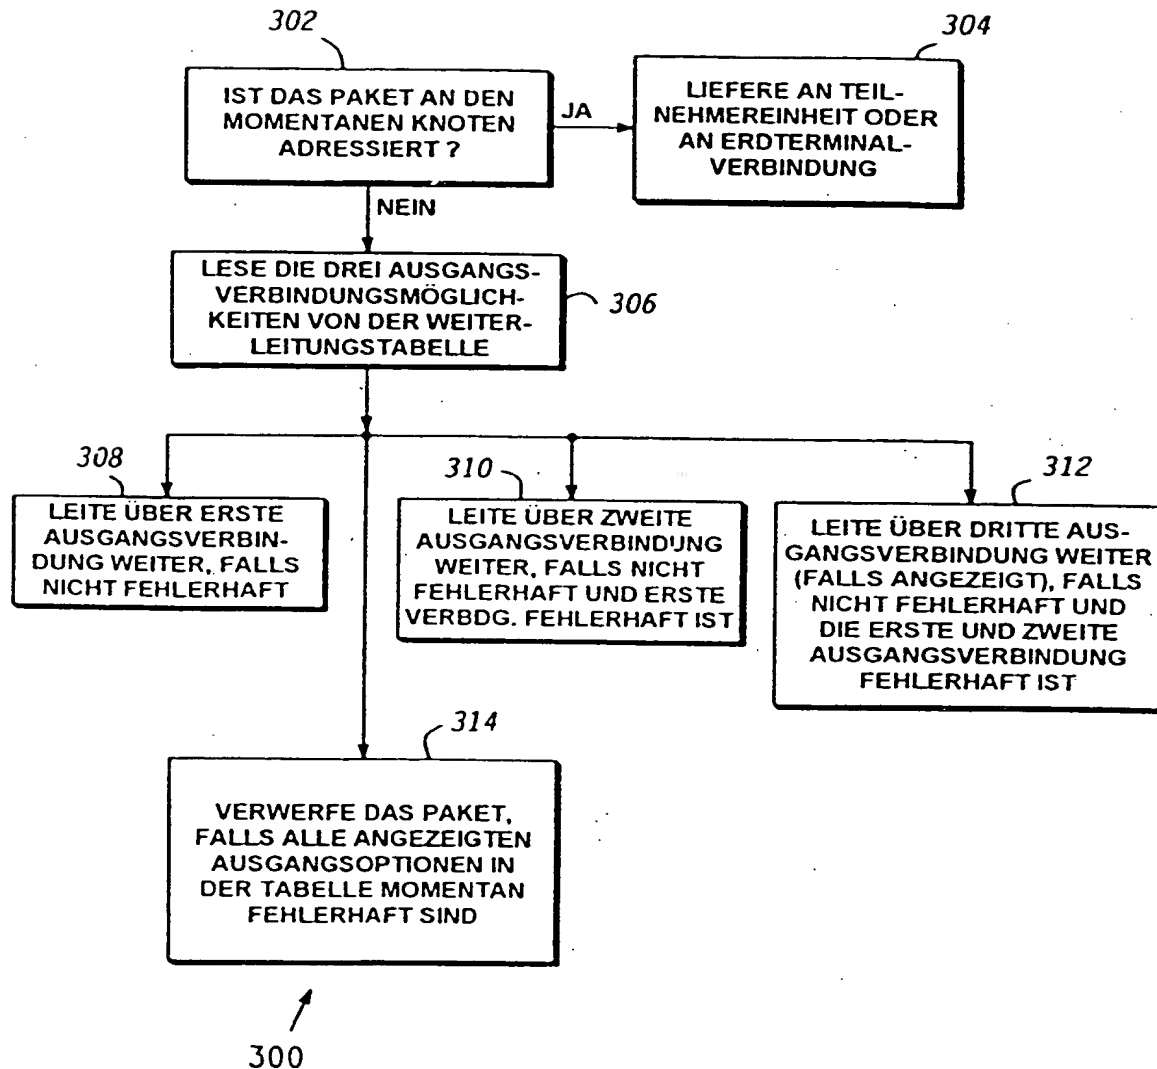 302
IST DAS PAKET AN DEN
MOMENTANEN KNOTEN
ADRESSIERT ?
JA
304
LIEFERE AN TEIL-
NEHMEREINHEIT ODER
AN ERDTERMINAL-
VERBINDUNG
NEIN
LESE DIE DREI AUSGANGS-
VERBINDUNGSMÖGLICH-
KEITEN VON DER WEITER-
LEITUNGSTABELLE
306
308
LEITE ÜBER ERSTE
AUSGANGSVERBIN-
DUNG WEITER, FALLS
NICHT FEHLERHAFT
310
LEITE ÜBER ZWEITE
AUSGANGSVERBINDUNG
WEITER, FALLS NICHT
FEHLERHAFT UND ERSTE
VERBDG. FEHLERHAFT IST
312
LEITE ÜBER DRITTE AUS-
GANGSVERBINDUNG WEITER
(FALLS ANGEZEIGT), FALLS
NICHT FEHLERHAFT UND
DIE ERSTE UND ZWEITE
AUSGANGSVERBINDUNG
FEHLERHAFT IST
314
VERWERFE DAS PAKET,
FALLS ALLE ANGEZEIGTEN
AUSGANGSOPTIONEN IN
DER TABELLE MOMENTAN
FEHLERHAFT SIND
300